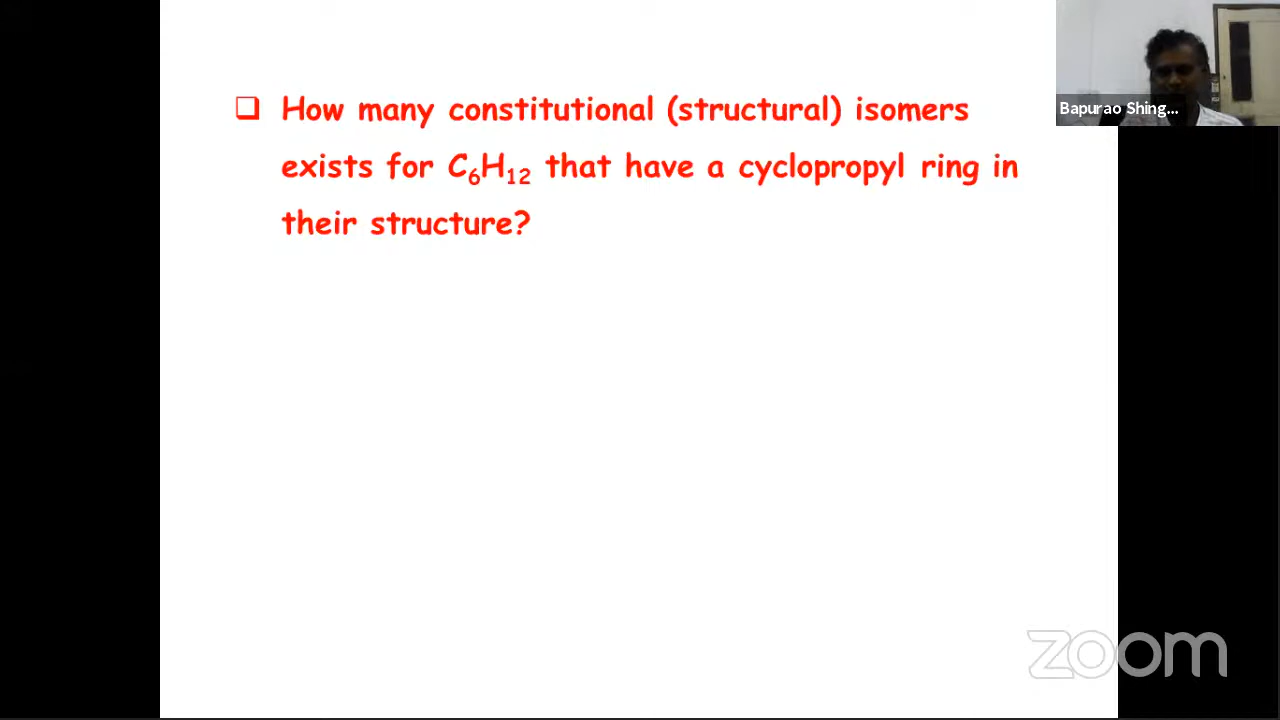 How many constitutional (structural) isomers
exists for C₆H₁₂ that have a cyclopropyl ring in
their structure?
Bapurao Shing...
zoom